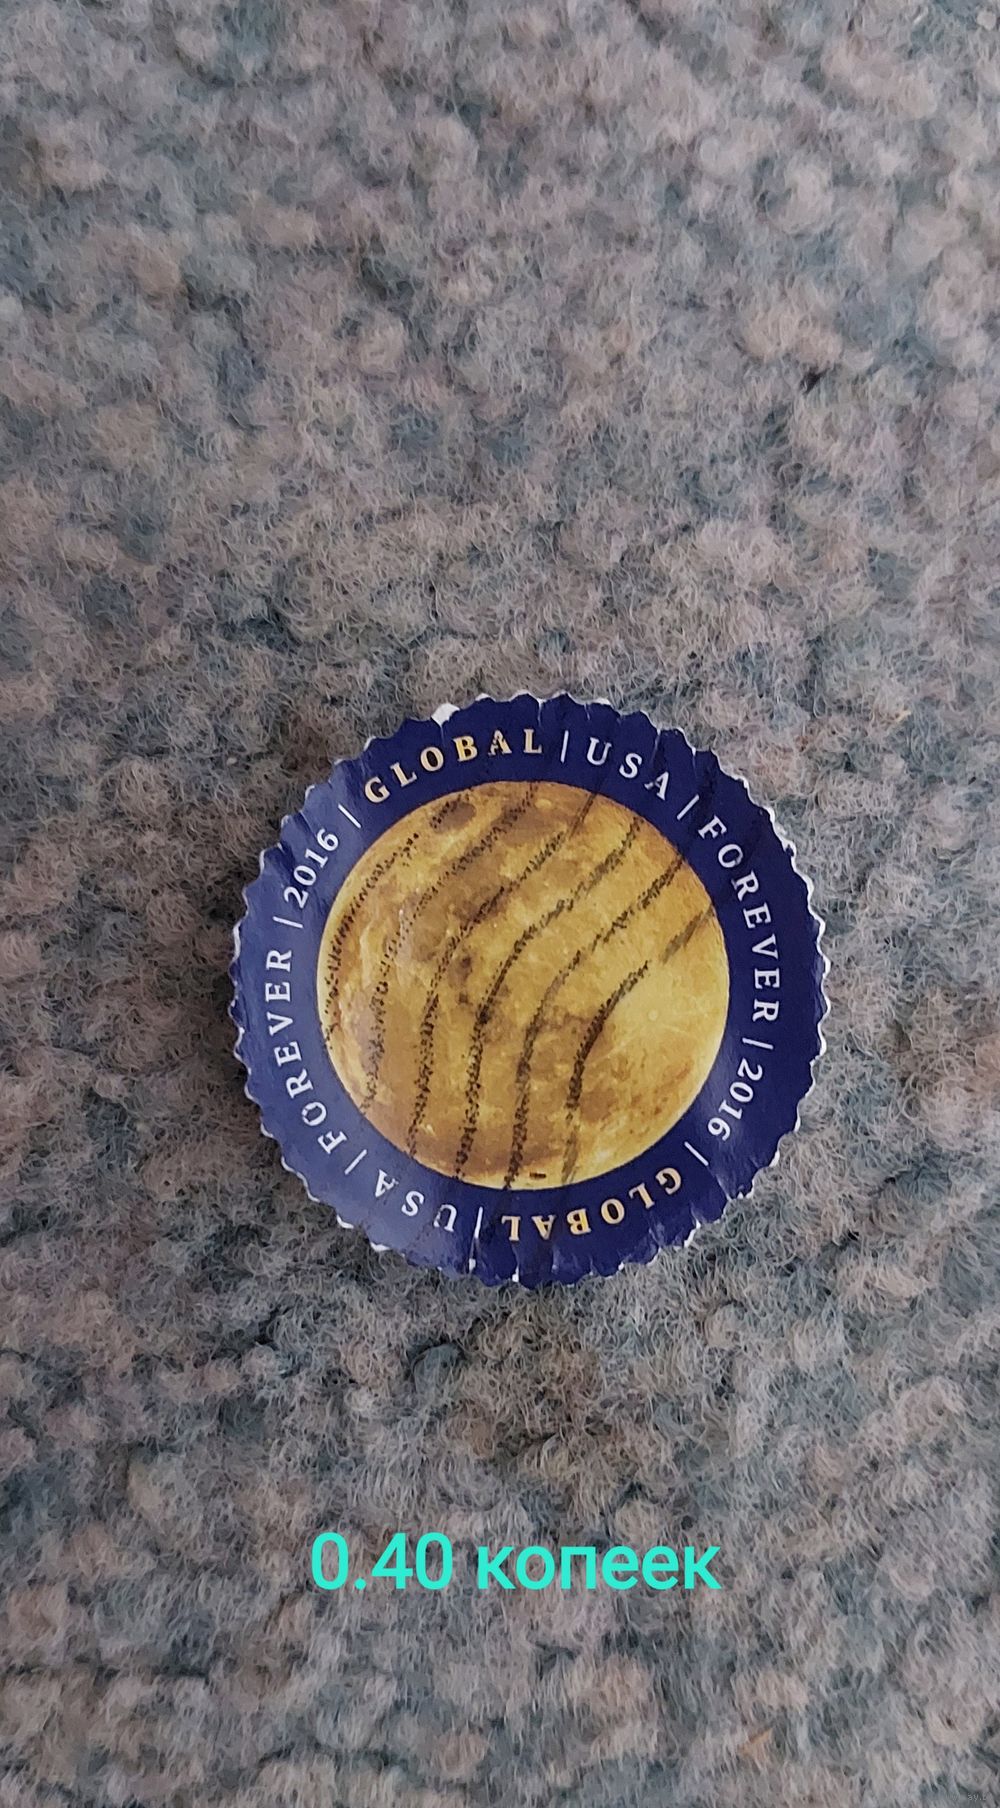 GLOBAL | USA | FOREVER | 2016 | GLOBAL | USA | FOREVER | 2016 |
0.40 копеек